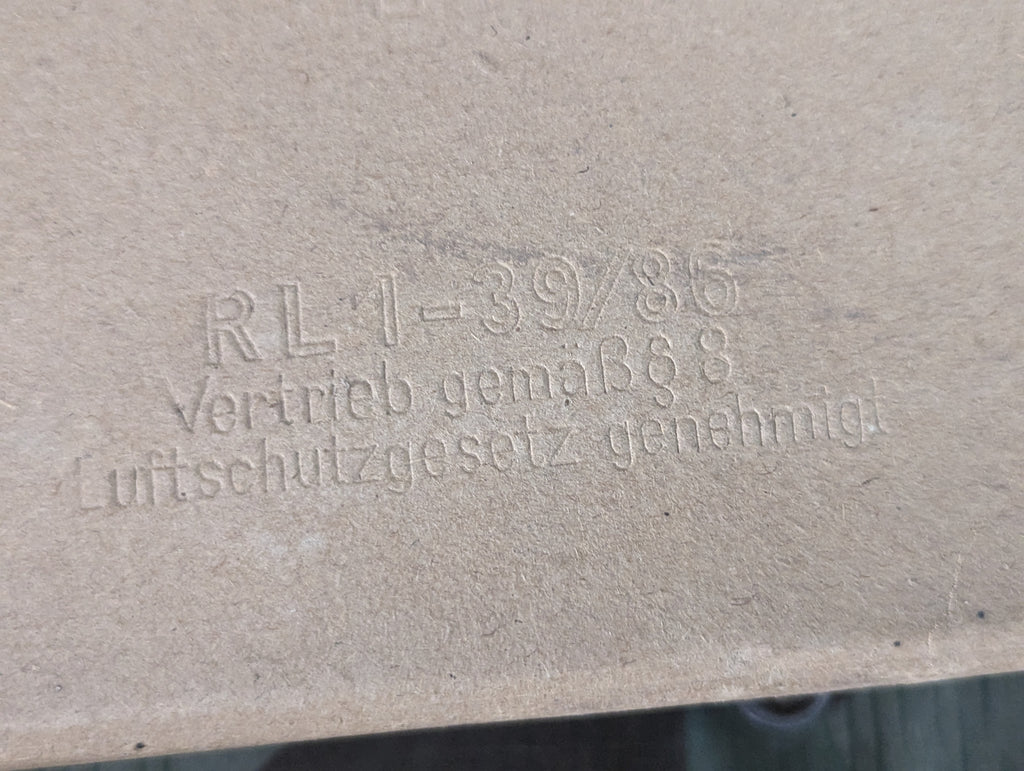 RL 1-39/86
Vertrieb gemäß § 8
Luftschutzgesetz genehmigt